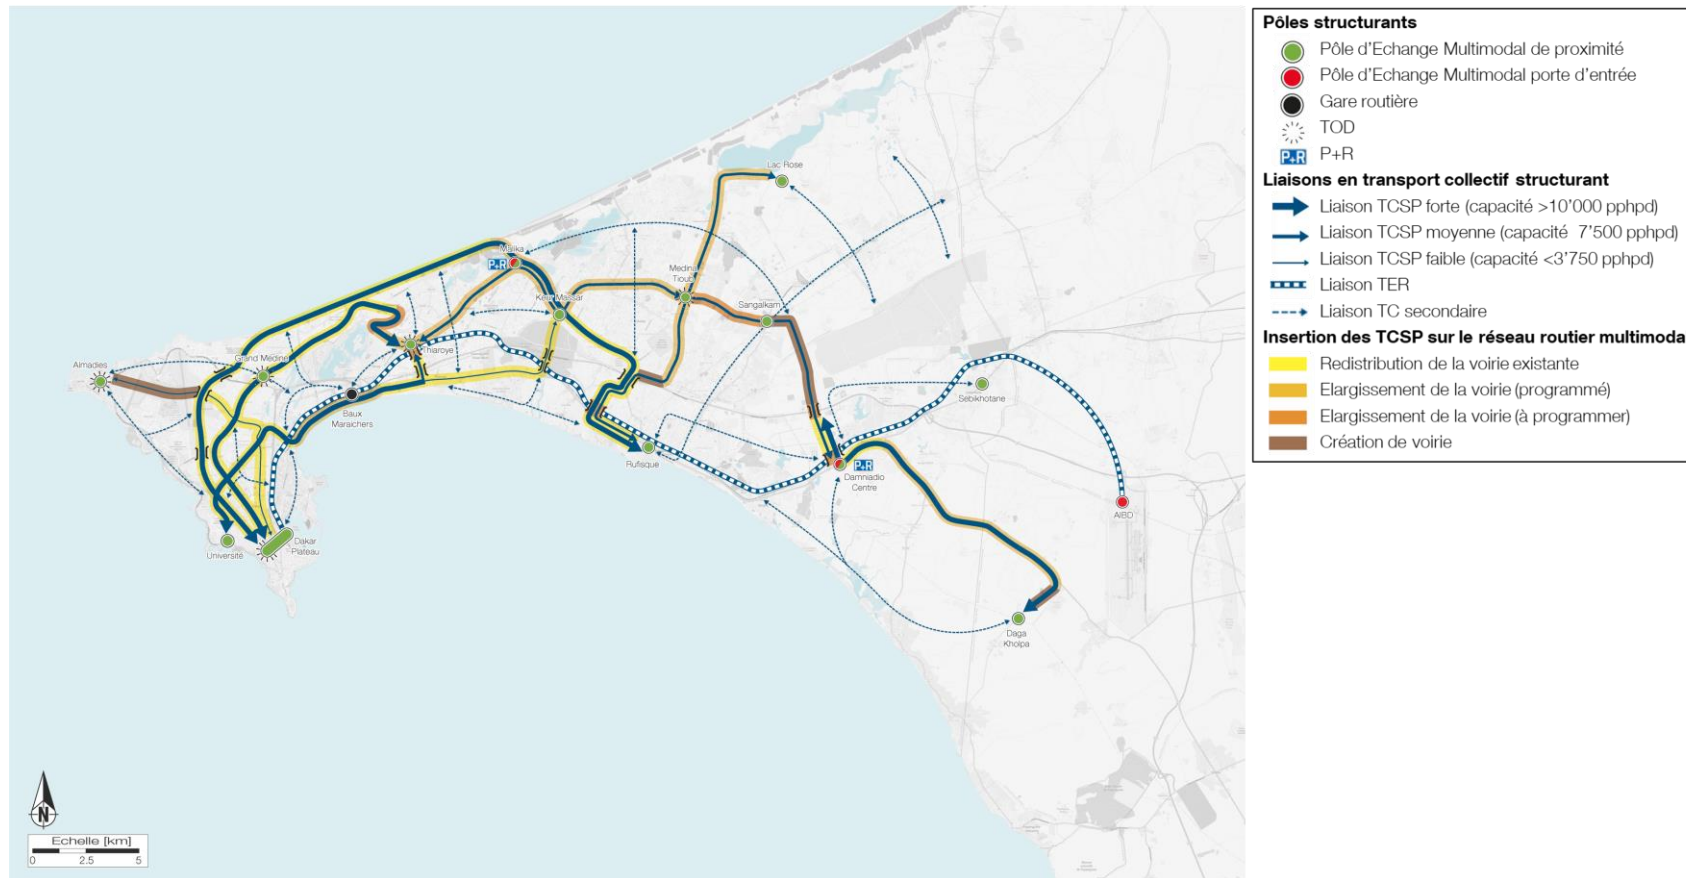 Lac Rose
Malika
P+R
Medina
Tioub
Keur Massar
Sangalkam
Thiaroye
Grand Médine
Almadies
Sébikhotane
Baux
Maraichers
Rufisque
P+R
Damniadio
Centre
AIBD
Dakar
Plateau
Université
Daga
Kholpa
N
Echelle [km]
0 2.5 5
Pôles structurants
Pôle d'Echange Multimodal de proximité
Pôle d'Echange Multimodal porte d'entrée
Gare routière
TOD
P+R P+R
Liaisons en transport collectif structurant
Liaison TCSP forte (capacité >10'000 pphpd)
Liaison TCSP moyenne (capacité 7'500 pphpd)
Liaison TCSP faible (capacité <3'750 pphpd)
Liaison TER
Liaison TC secondaire
Insertion des TCSP sur le réseau routier multimoda
Redistribution de la voirie existante
Elargissement de la voirie (programmé)
Elargissement de la voirie (à programmer)
Création de voirie